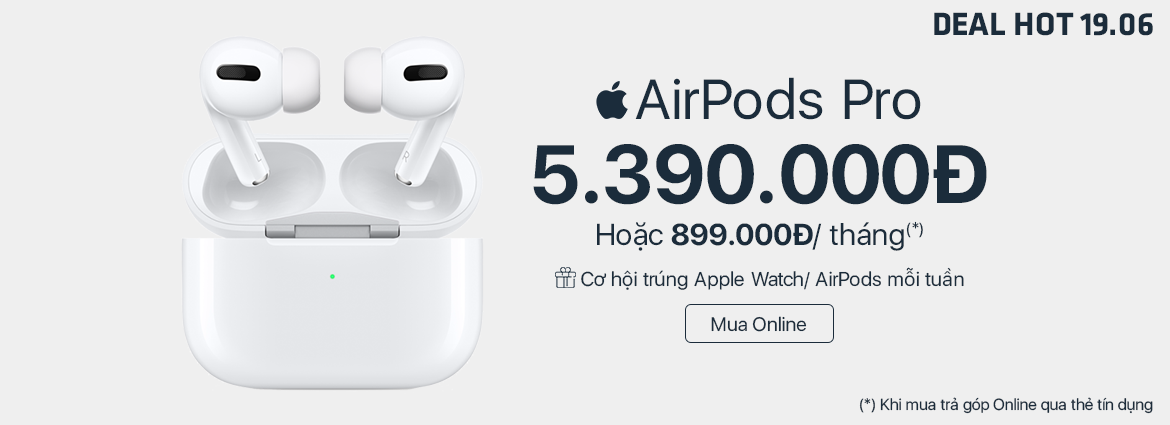 DEAL HOT 19.06
AirPods Pro
5.390.000Đ
Hoặc 899.000Đ/ tháng(*)
Cơ hội trúng Apple Watch/ AirPods mỗi tuần
Mua Online
(*) Khi mua trả góp Online qua thẻ tín dụng